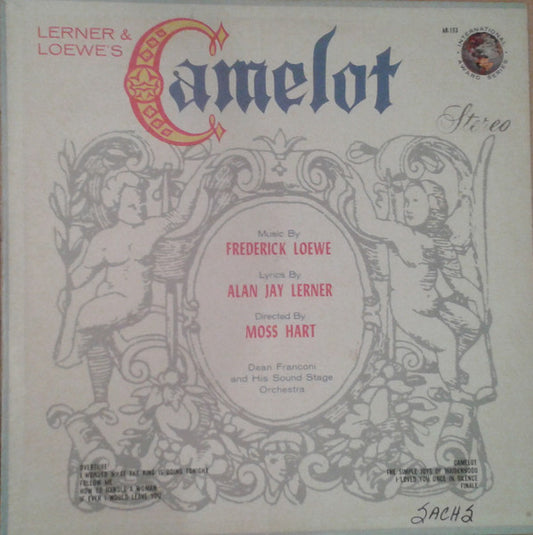 LERNER &
LOEWE'S
Camelot
AR-153
INTERNATIONAL
AWARD SERIES
Stereo
Music By
FREDERICK LOEWE
Lyrics By
ALAN JAY LERNER
Directed By
MOSS HART
Dean Franconi
and His Sound Stage
Orchestra
OVERTURE
I WONDER WHAT THE KING IS DOING TONIGHT
FOLLOW ME
HOW TO HANDLE A WOMAN
IF EVER I WOULD LEAVE YOU
CAMELOT
THE SIMPLE JOYS OF MAIDENHOOD
I LOVED YOU ONCE IN SILENCE
FINALE
SACHS